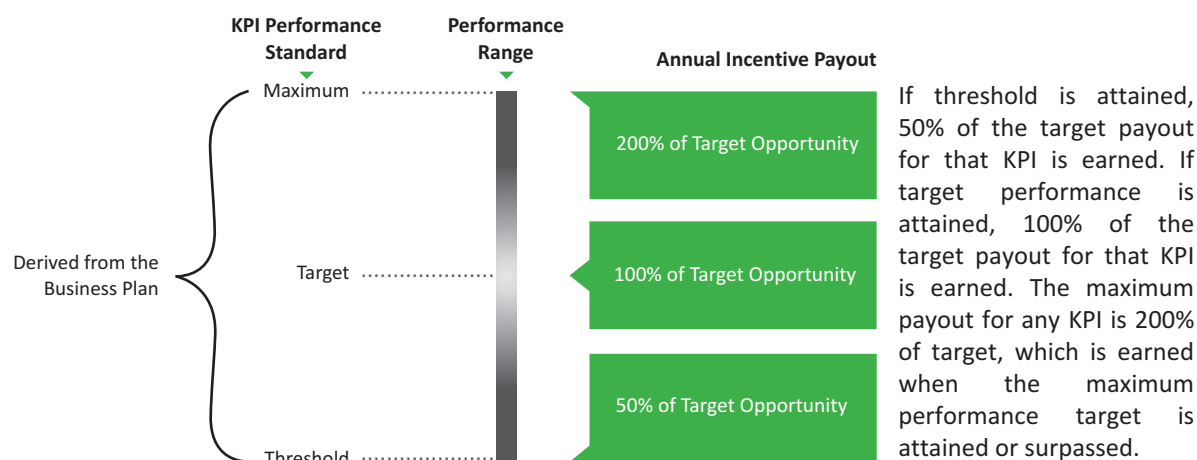 KPI Performance
Standard
Performance
Range
Annual Incentive Payout
Maximum
200% of Target Opportunity
Derived from the
Business Plan
Target
100% of Target Opportunity
50% of Target Opportunity
Threshold
If threshold is attained,
50% of the target payout
for that KPI is earned. If
target performance is
attained, 100% of the
target payout for that KPI
is earned. The maximum
payout for any KPI is 200%
of target, which is earned
when the maximum
performance target is
attained or surpassed.